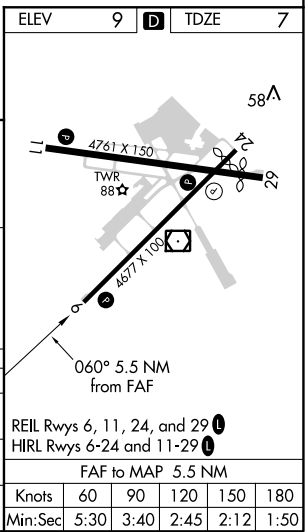 ELEV 9 D TDZE 7
58
P
11
4761 X 150
24
TWR
88
P
P
29
4677 X 100
6
P
060° 5.5 NM
from FAF
REIL Rwys 6, 11, 24, and 29 L
HIRL Rwys 6-24 and 11-29 L
FAF to MAP 5.5 NM
Knots 60 90 120 150 180
Min:Sec 5:30 3:40 2:45 2:12 1:50